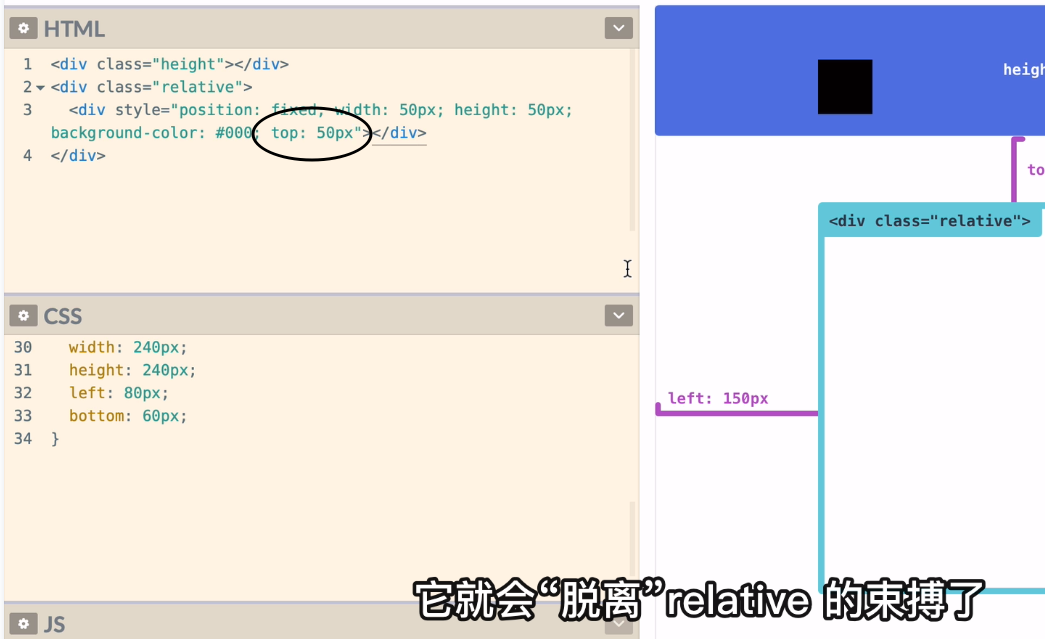 HTML
1 <div class="height"></div>
2 <div class="relative">
3 <div style="position: fixed; width: 50px; height: 50px;
background-color: #000; top: 50px"></div>
4 </div>
heigh
to
<div class="relative">
left: 150px
CSS
30 width: 240px;
31 height: 240px;
32 left: 80px;
33 bottom: 60px;
34 }
JS
它就会“脱离”relative 的束搏了